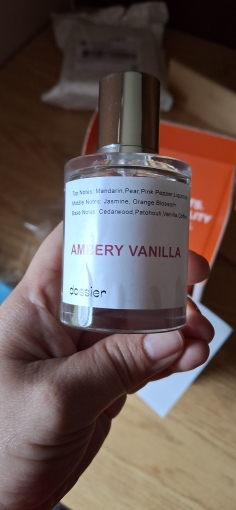 Top Notes: Mandarin, Pear, Pink Pepper,
Middle Notes: Jasmine, Orange Blossom
Base Notes: Cedarwood, Patchouli, Vanilla,
AMBERY VANILLA
dossier